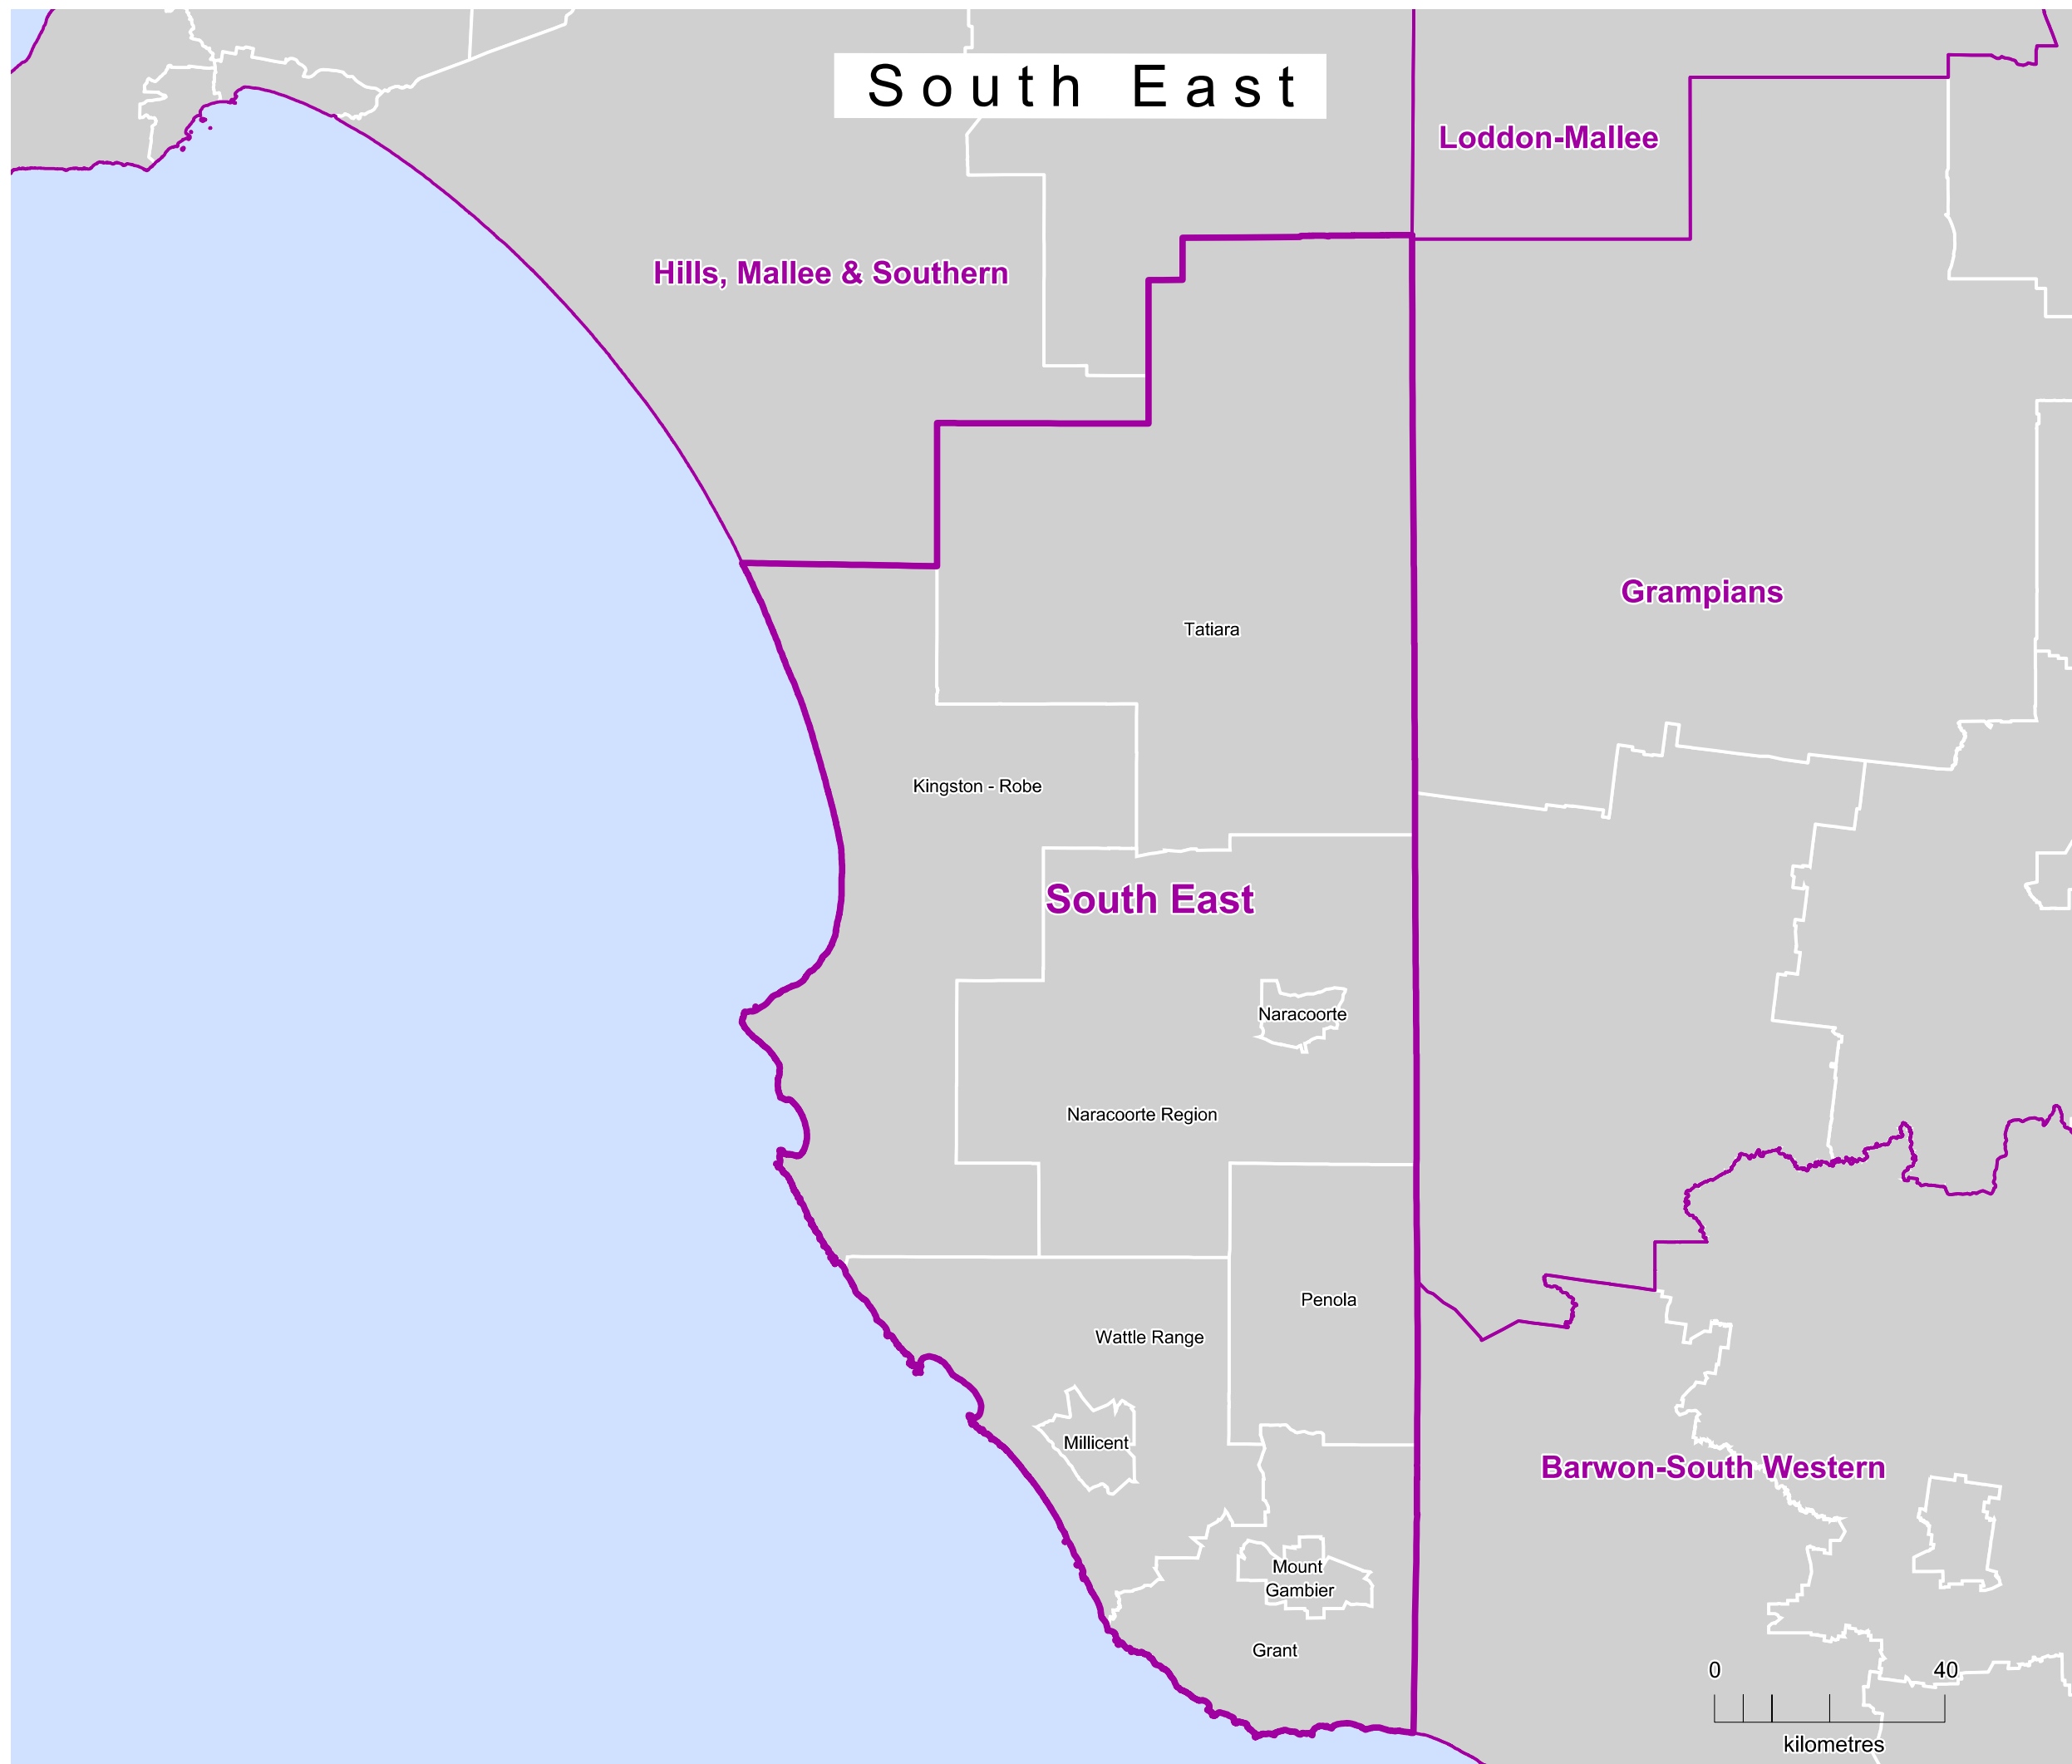 South East
Loddon-Mallee
Hills, Mallee & Southern
Grampians
Tatiara
Kingston - Robe
South East
Naracoorte
Naracoorte Region
Penola
Wattle Range
Millicent
Barwon-South Western
Mount
Gambier
Grant
0 40
kilometres